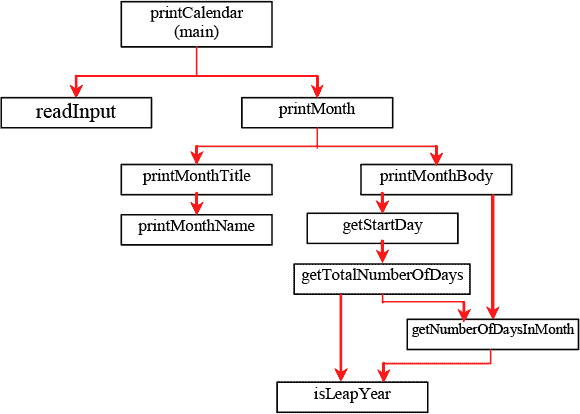 printCalendar
(main)
readInput
printMonth
printMonthTitle
printMonthBody
printMonthName
getStartDay
getTotalNumberOfDays
getNumberOfDaysInMonth
isLeapYear